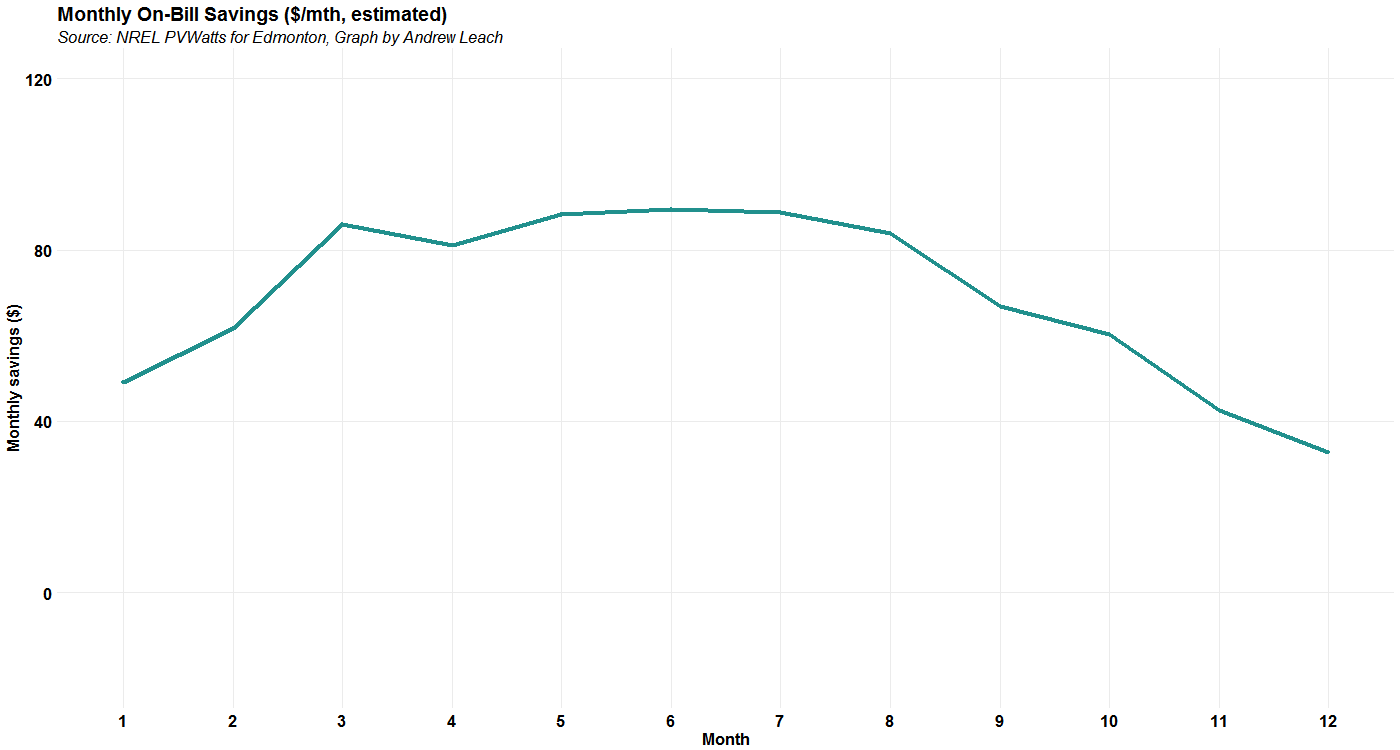 Monthly On-Bill Savings ($/mth, estimated)
Source: NREL PVWatts for Edmonton, Graph by Andrew Leach
Monthly savings ($)
120
80
40
0
1 2 3 4 5 6 7 8 9 10 11 12
Month